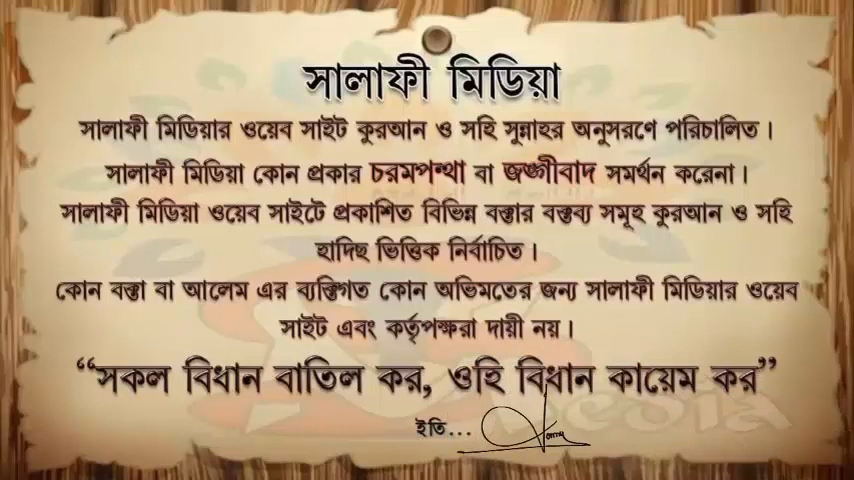 সালাফী মিডিয়া
সালাফী মিডিয়ার ওয়েব সাইট কুরআন ও সহি সুন্নাহর অনুসরণে পরিচালিত।
সালাফী মিডিয়া কোন প্রকার চরমপন্থা বা জঙ্গীবাদ সমর্থন করেনা।
সালাফী মিডিয়া ওয়েব সাইটে প্রকাশিত বিভিন্ন বক্তার বক্তব্য সমূহ কুরআন ও সহি
হাদিছ ভিত্তিক নির্বাচিত।
কোন বক্তা বা আলেম এর ব্যক্তিগত কোন অভিমতের জন্য সালাফী মিডিয়ার ওয়েব
সাইট এবং কর্তৃপক্ষরা দায়ী নয়।
“সকল বিধান বাতিল কর, ওহি বিধান কায়েম কর”
ইতি...